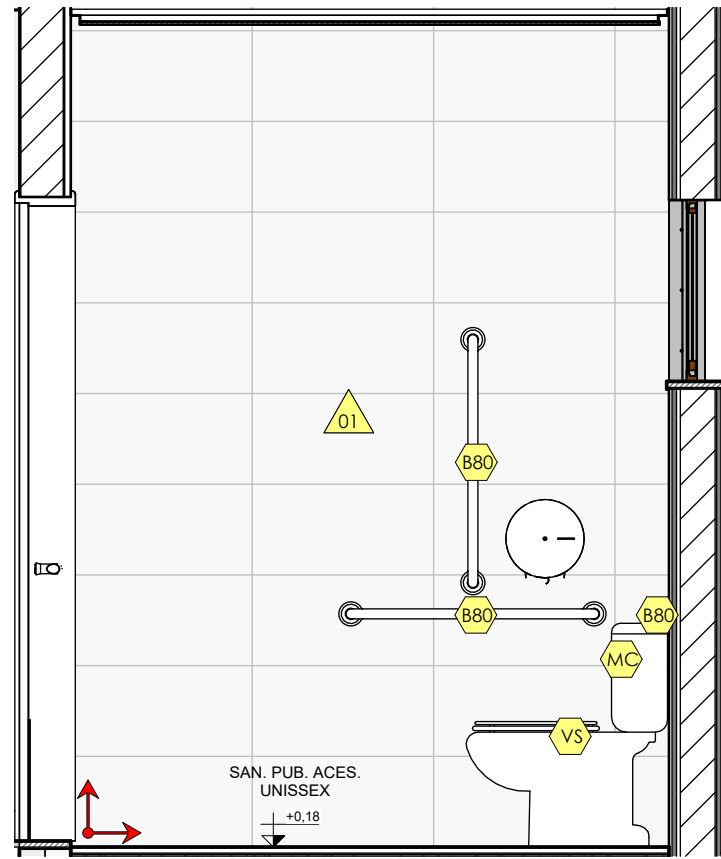 01
B80
B80
B80
MC
VS
SAN. PUB. ACES.
UNISSEX
+0,18